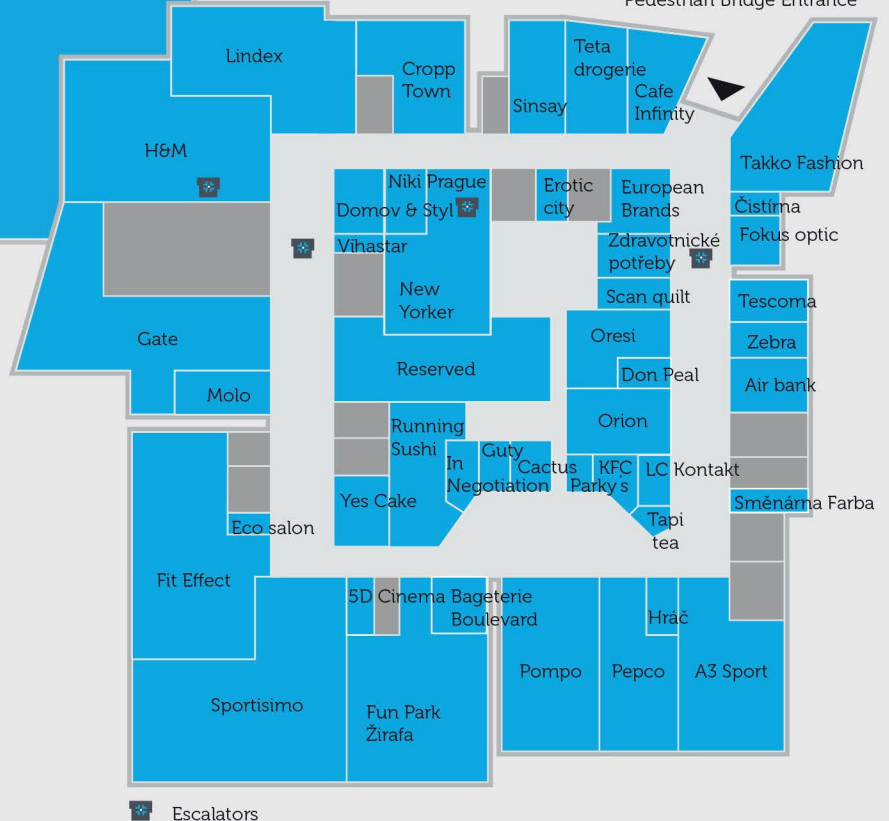 Pedestrian Bridge Entrance
Lindex
Cropp
Town
Sinsay
Teta
drogerie
Cafe
Infinity
H&M
Takko Fashion
Niki Prague
Domov & Styl
Erotic
city
European
Brands
Čistírna
Fokus optic
Vihastar
Zdravotnické
potřeby
New
Yorker
Scan quilt
Tescoma
Gate
Oresi
Zebra
Reserved
Don Peal
Air bank
Molo
Running
Sushi
Orion
In
Negotiation
Guty
Cactus
Parky's
KFC
LC Kontakt
Yes Cake
Směnárna Farba
Eco salon
Tapi
tea
Fit Effect
5D Cinema
Bageterie
Boulevard
Hráč
Pompo
Pepco
A3 Sport
Sportisimo
Fun Park
Žirafa
Escalators